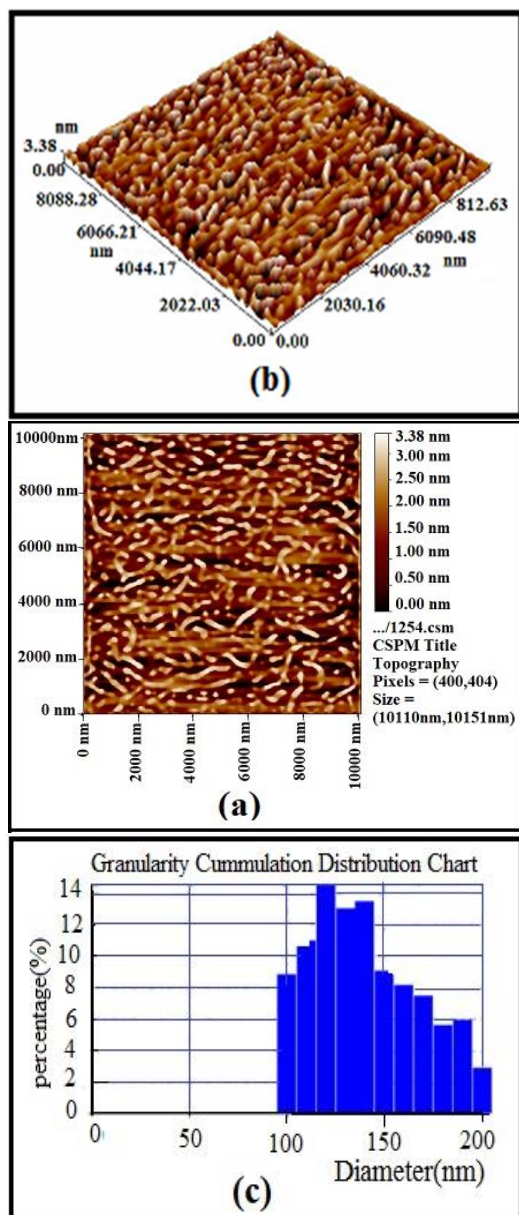 nm
3.38
0.00
8088.28
6066.21
nm
4044.17
2022.03
0.00
0.00
2030.16
4060.32
nm
6090.48
812.63
(b)
10000nm
8000 nm
6000 nm
4000 nm
2000 nm
0 nm
0 nm
2000 nm
4000 nm
6000 nm
8000 nm
10000 nm
3.38 nm
3.00 nm
2.00 nm
1.50 nm
1.00 nm
0.50 nm
0.00 nm
.../1254.csm
CSPM Title
Topography
Pixels = (400,404)
Size =
(10110nm,10151nm)
(a)
Granularity Cummulation Distribution Chart
percentage(%)
14
12
10
8
6
4
2
0
0
50
100
150
200
Diameter(nm)
(c)